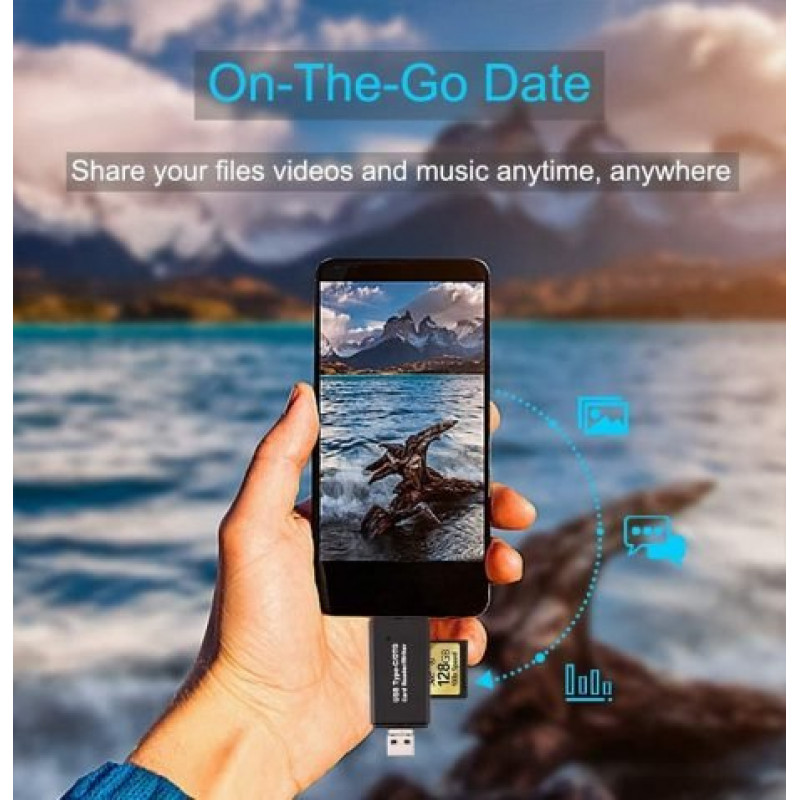 On-The-Go Date
Share your files videos and music anytime, anywhere
USB Type-C/OTG
Card Reader/Writer
128GB